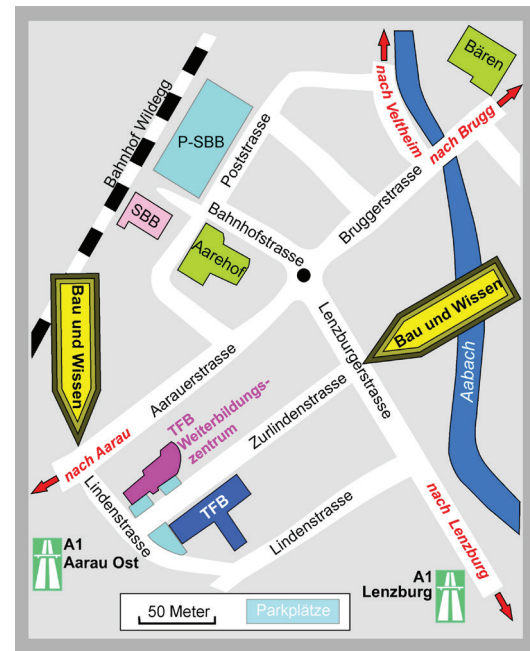 Bären
nach Veltheim
nach Brugg
Bahnhof Wildegg
P-SBB
Poststrasse
SBB
Bahnhofstrasse
Bruggerstrasse
Aarehof
Bau und Wissen
Bau und Wissen
Lenzburgerstrasse
Aabach
Aarauerstrasse
TFB
Weiterbildungs-
zentrum
Zurlindenstrasse
nach Aarau
Lindenstrasse
TFB
Lindenstrasse
nach Lenzburg
A1
Aarau Ost
A1
Lenzburg
50 Meter
Parkplätze